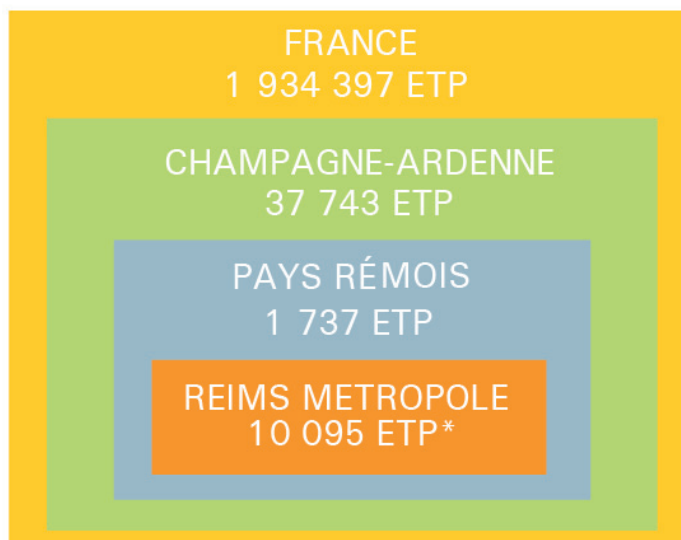 FRANCE
1 934 397 ETP
CHAMPAGNE-ARDENNE
37 743 ETP
PAYS RÉMOIS
1 737 ETP
REIMS METROPOLE
10 095 ETP*